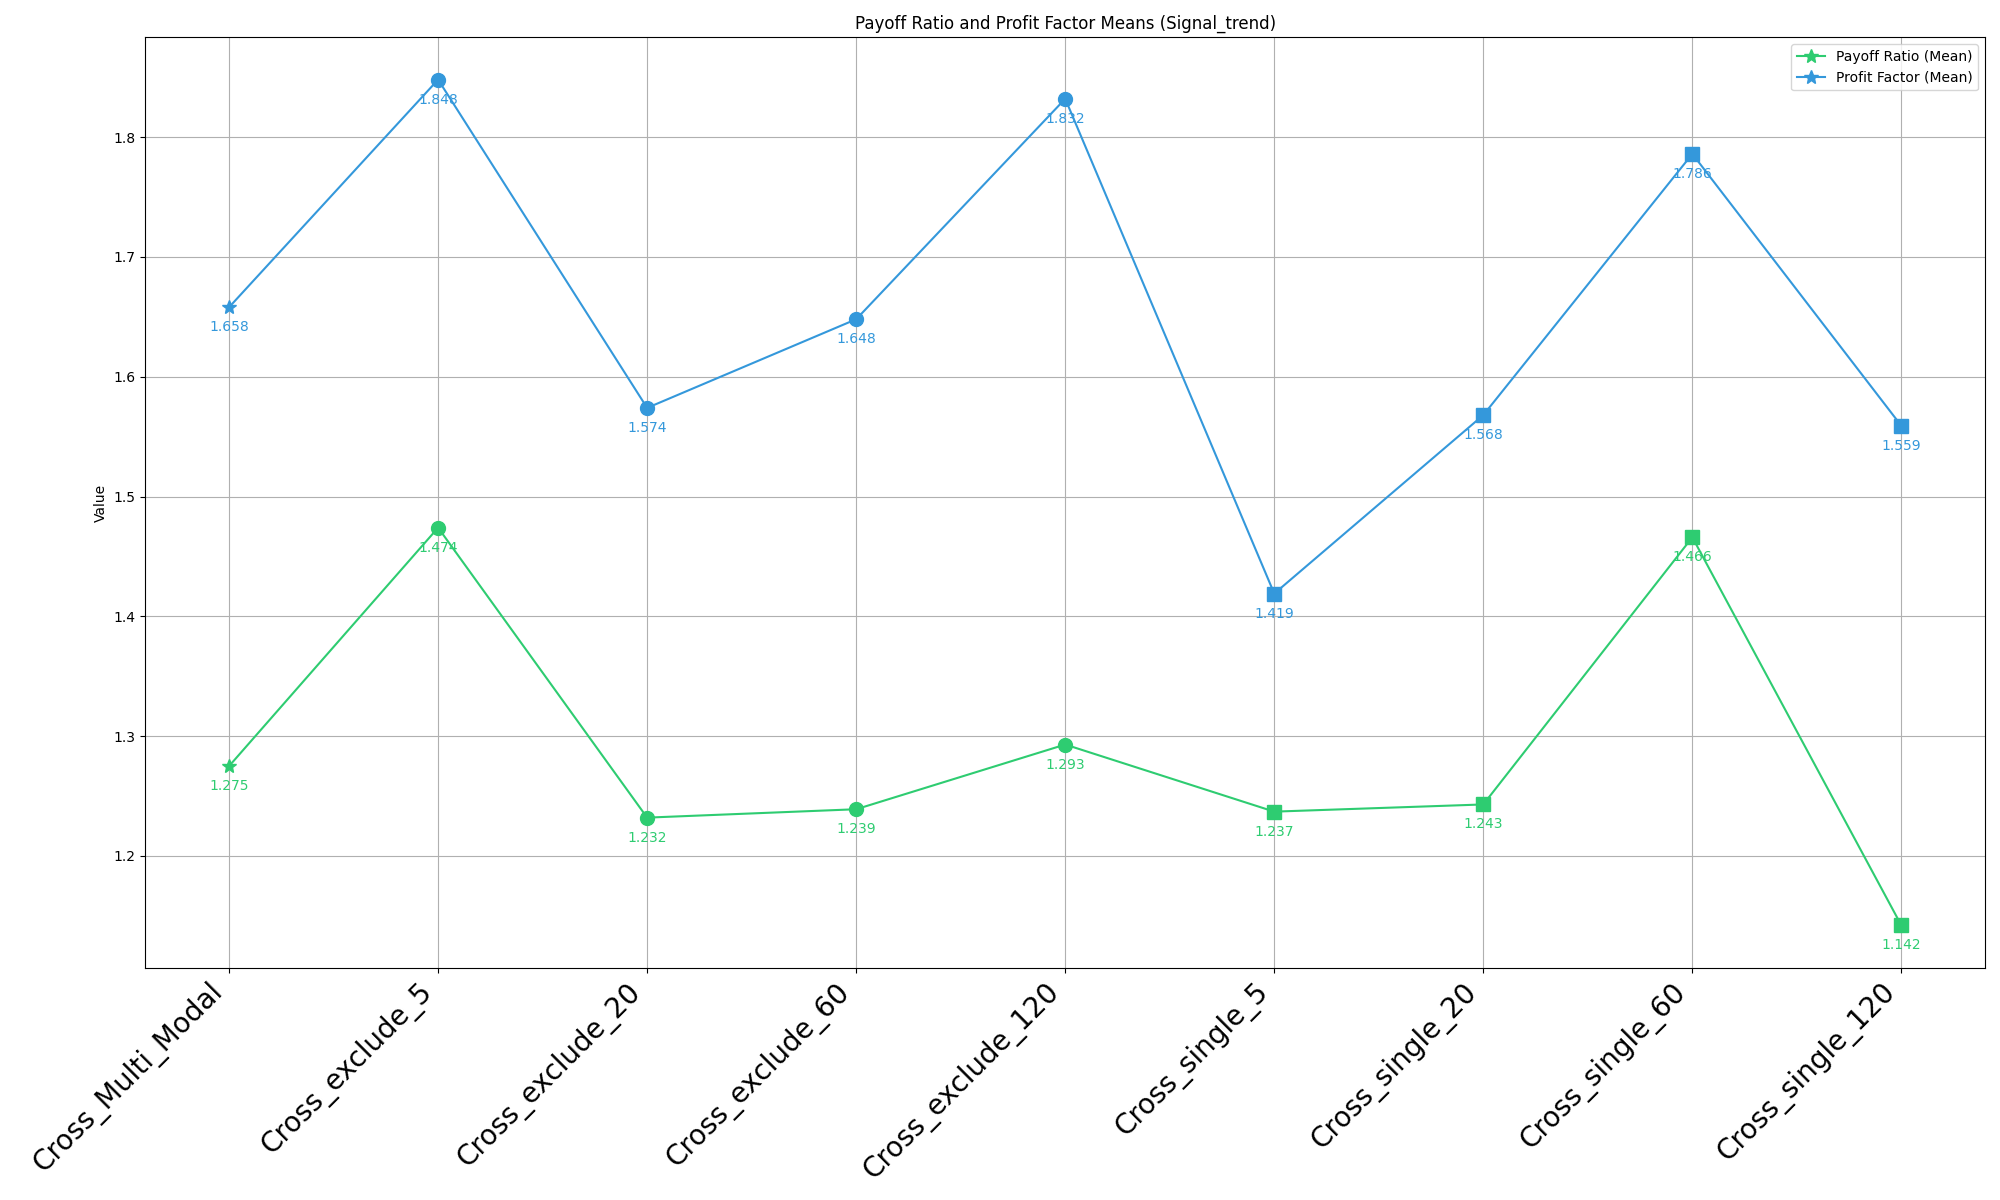 Payoff Ratio and Profit Factor Means (Signal_trend)
Payoff Ratio (Mean)
Profit Factor (Mean)
Value
1.8
1.7
1.6
1.5
1.4
1.3
1.2
1.658
1.848
1.574
1.648
1.832
1.419
1.568
1.786
1.559
1.275
1.474
1.232
1.239
1.293
1.237
1.243
1.466
1.142
Cross_Multi_Modal
Cross_exclude_5
Cross_exclude_20
Cross_exclude_60
Cross_exclude_120
Cross_single_5
Cross_single_20
Cross_single_60
Cross_single_120